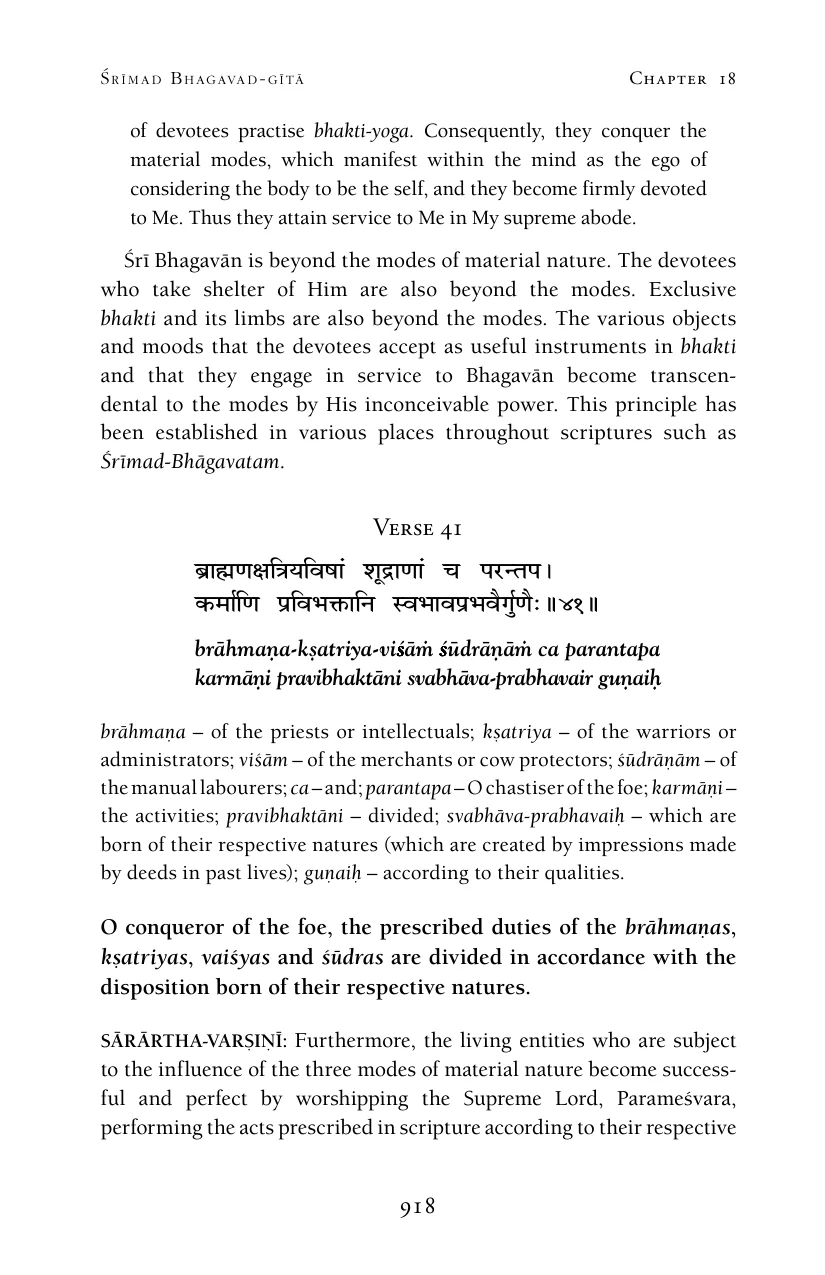 Śrīmad Bhagavad-gītā Chapter 18
of devotees practise bhakti-yoga. Consequently, they conquer the
material modes, which manifest within the mind as the ego of
considering the body to be the self, and they become firmly devoted
to Me. Thus they attain service to Me in My supreme abode.
Śrī Bhagavān is beyond the modes of material nature. The devotees
who take shelter of Him are also beyond the modes. Exclusive
bhakti and its limbs are also beyond the modes. The various objects
and moods that the devotees accept as useful instruments in bhakti
and that they engage in service to Bhagavān become transcen-
dental to the modes by His inconceivable power. This principle has
been established in various places throughout scriptures such as
Śrīmad-Bhāgavatam.
Verse 41
ब्राह्मणक्षत्रियविषां शूद्राणां च परन्तप।
कर्माणि प्रविभक्तानि स्वभावप्रभवैर्गुणैः॥४१॥
brāhmaṇa-kṣatriya-viśāṁ śūdrāṇāṁ ca parantapa
karmāṇi pravibhaktāni svabhāva-prabhavair guṇaiḥ
brāhmaṇa – of the priests or intellectuals; kṣatriya – of the warriors or
administrators; viśām – of the merchants or cow protectors; śūdrāṇām – of
the manual labourers; ca – and; parantapa – O chastiser of the foe; karmāṇi –
the activities; pravibhaktāni – divided; svabhāva-prabhavaiḥ – which are
born of their respective natures (which are created by impressions made
by deeds in past lives); guṇaiḥ – according to their qualities.
O conqueror of the foe, the prescribed duties of the brāhmaṇas,
kṣatriyas, vaiśyas and śūdras are divided in accordance with the
disposition born of their respective natures.
SĀRĀRTHA-VARṢIṆĪ: Furthermore, the living entities who are subject
to the influence of the three modes of material nature become success-
ful and perfect by worshipping the Supreme Lord, Parameśvara,
performing the acts prescribed in scripture according to their respective
918